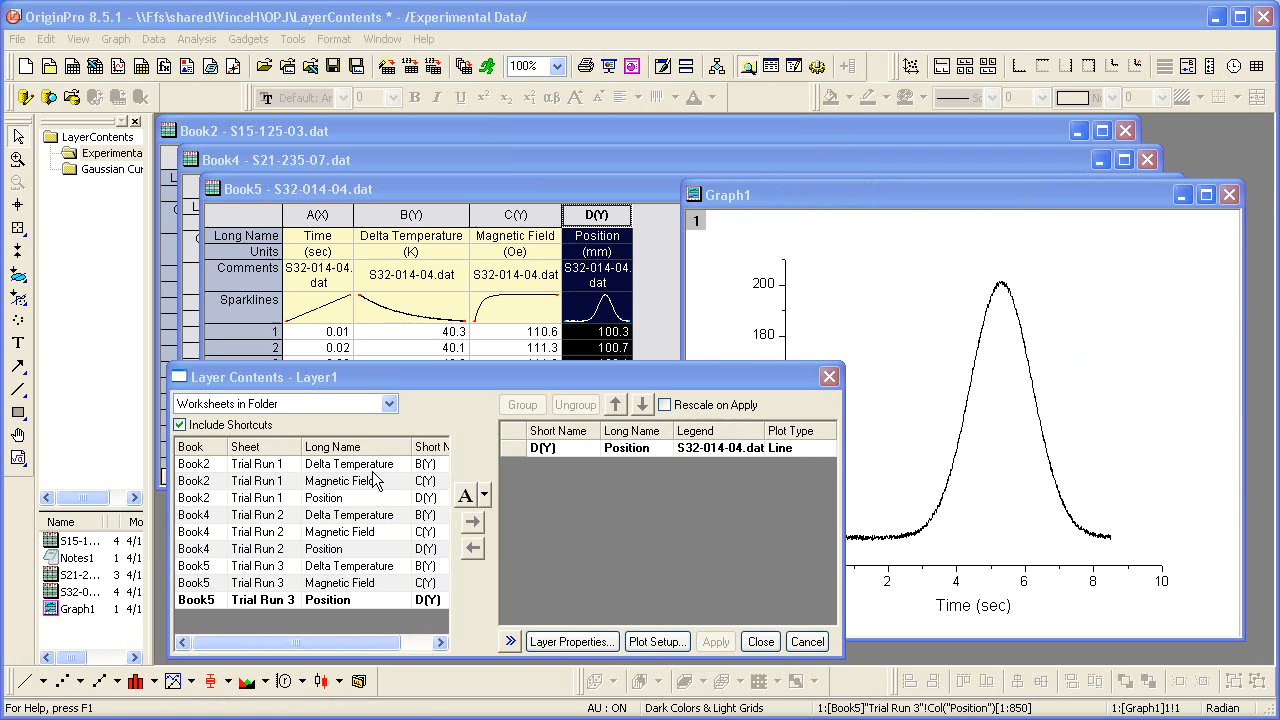 OriginPro 8.5.1 - \\Ffs\shared\VinceH\OPJ\LayerContents * - /Experimental Data/
File Edit View Graph Data Analysis Gadgets Tools Format Window Help
100%
Default: Ar 0 B I U x² x₂ x₁² αβ A A A 0 0
LayerContents
Experimenta
Gaussian Cur
Book2 - S15-125-03.dat
Book4 - S21-235-07.dat
Book5 - S32-014-04.dat
A(X) B(Y) C(Y) D(Y)
Long Name Time Delta Temperature Magnetic Field Position
Units (sec) (K) (Oe) (mm)
Comments S32-014-04.dat S32-014-04.dat S32-014-04.dat S32-014-04.dat
Sparklines
1 0.01 40.3 110.6 100.3
2 0.02 40.1 111.3 100.7
Graph1
1
200
180
2 4 6 8 10
Time (sec)
Layer Contents - Layer1
Worksheets in Folder
Include Shortcuts
Book Sheet Long Name Short N
Book2 Trial Run 1 Delta Temperature B(Y)
Book2 Trial Run 1 Magnetic Field C(Y)
Book2 Trial Run 1 Position D(Y)
Book4 Trial Run 2 Delta Temperature B(Y)
Book4 Trial Run 2 Magnetic Field C(Y)
Book4 Trial Run 2 Position D(Y)
Book5 Trial Run 3 Delta Temperature B(Y)
Book5 Trial Run 3 Magnetic Field C(Y)
Book5 Trial Run 3 Position D(Y)
A
Group Ungroup Rescale on Apply
Short Name Long Name Legend Plot Type
D(Y) Position S32-014-04.dat Line
Layer Properties... Plot Setup... Apply Close Cancel
Name Mo
S15-1... 4 4/1
Notes1 4 4/1
S21-2... 3 4/1
S32-0... 4 4/1
Graph1 1 4/1
For Help, press F1 AU : ON Dark Colors & Light Grids 1:[Book5]"Trial Run 3"!Col("Position")[1:850] 1:[Graph1]1!1 Radian